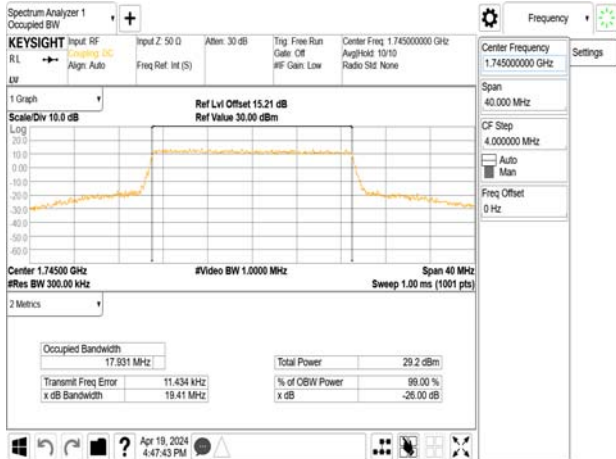 Spectrum Analyzer 1
Occupied BW
+
Frequency
KEYSIGHT Input: RF
RL
Coupling: DC
Align: Auto
Input Z: 50 Ω
Freq Ref: Int (S)
Atten: 30 dB
Trig: Free Run
Gate: Off
#IF Gain: Low
Center Freq: 1.745000000 GHz
Avg|Hold: 10/10
Radio Std: None
Center Frequency
1.745000000 GHz
Settings
Span
40.000 MHz
CF Step
4.000000 MHz
Auto
Man
Freq Offset
0 Hz
1 Graph
Scale/Div 10.0 dB
Ref Lvl Offset 15.21 dB
Ref Value 30.00 dBm
Log
20.0
10.0
0.00
-10.0
-20.0
-30.0
-40.0
-50.0
-60.0
Center 1.74500 GHz
#Video BW 1.0000 MHz
Span 40 MHz
#Res BW 300.00 kHz
Sweep 1.00 ms (1001 pts)
2 Metrics
Occupied Bandwidth
17.931 MHz
Total Power 29.2 dBm
Transmit Freq Error 11.434 kHz
% of OBW Power 99.00 %
x dB Bandwidth 19.41 MHz
x dB -26.00 dB
?
Apr 19, 2024
4:47:43 PM